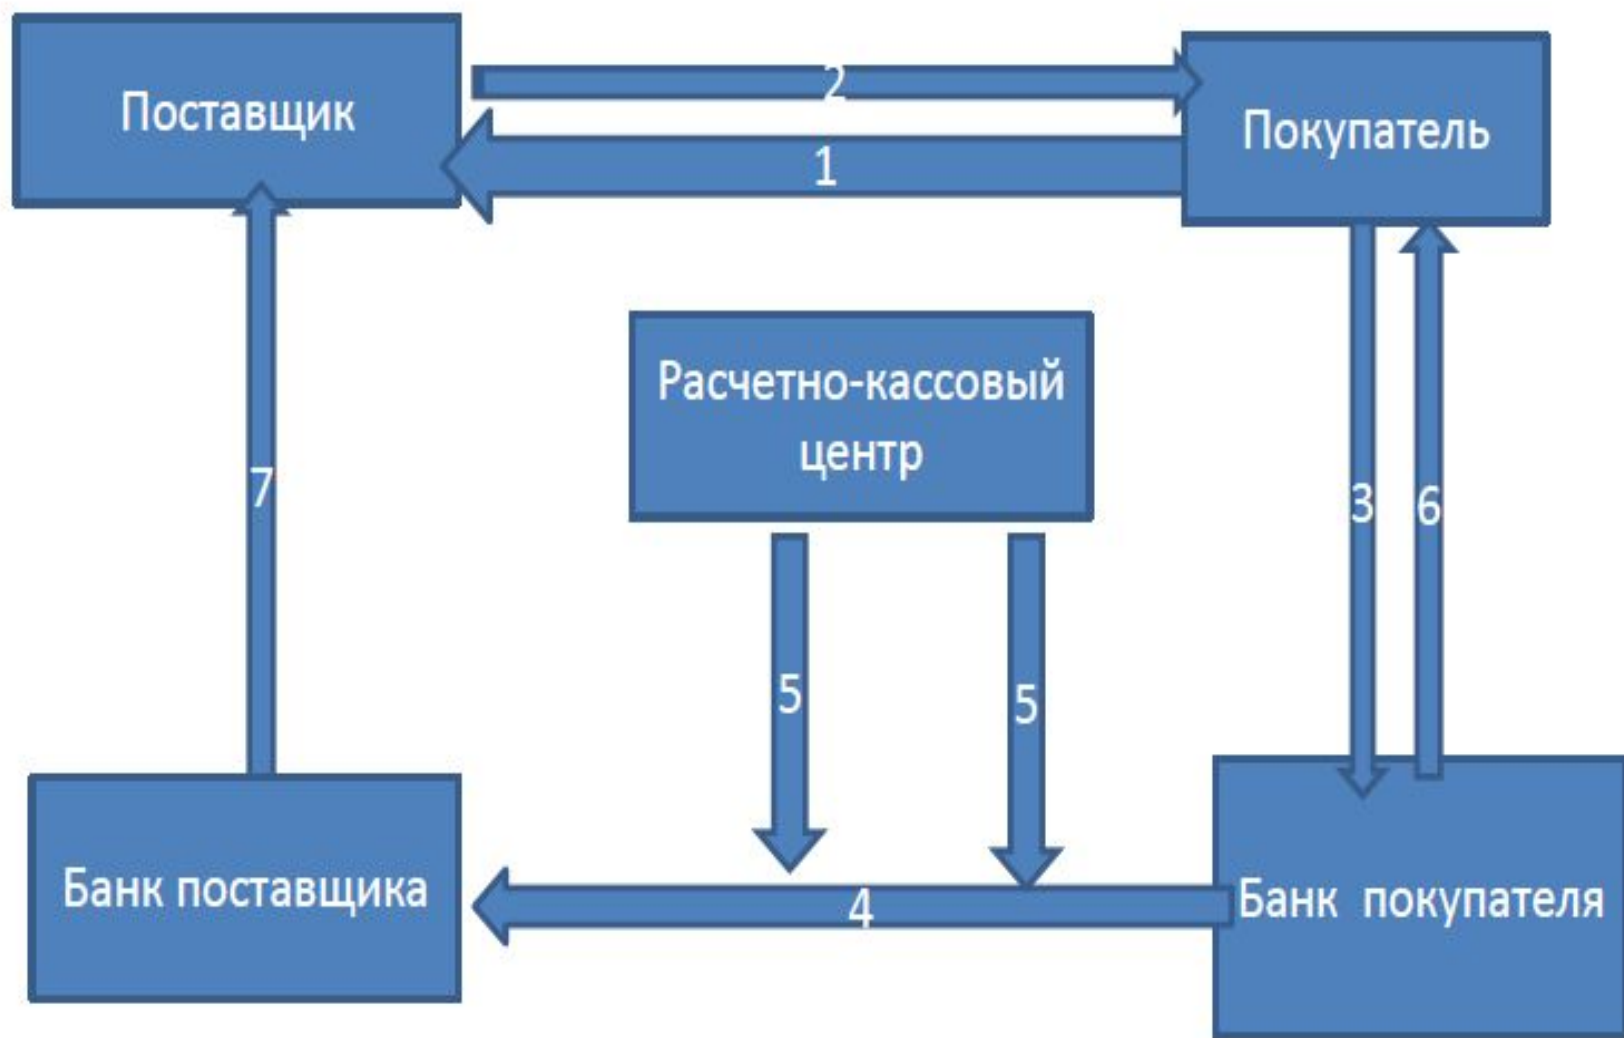 Поставщик
2
1
Покупатель
Расчетно-кассовый
центр
7
3
6
5
5
Банк поставщика
4
Банк покупателя